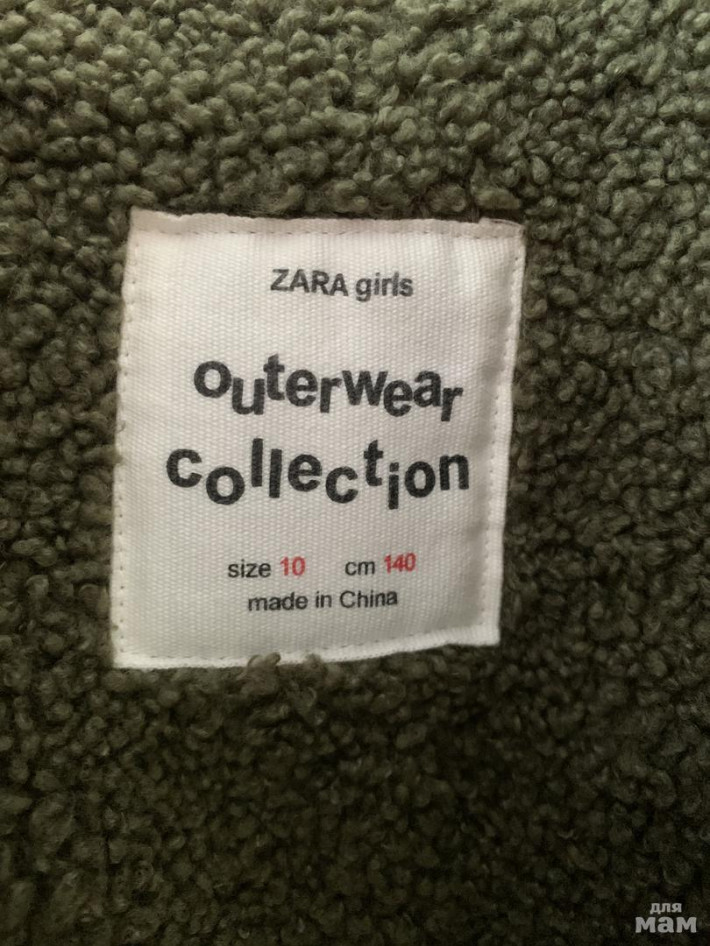 ZARA girls
outerwear
collection
size 10 cm 140
made in China
для
мам